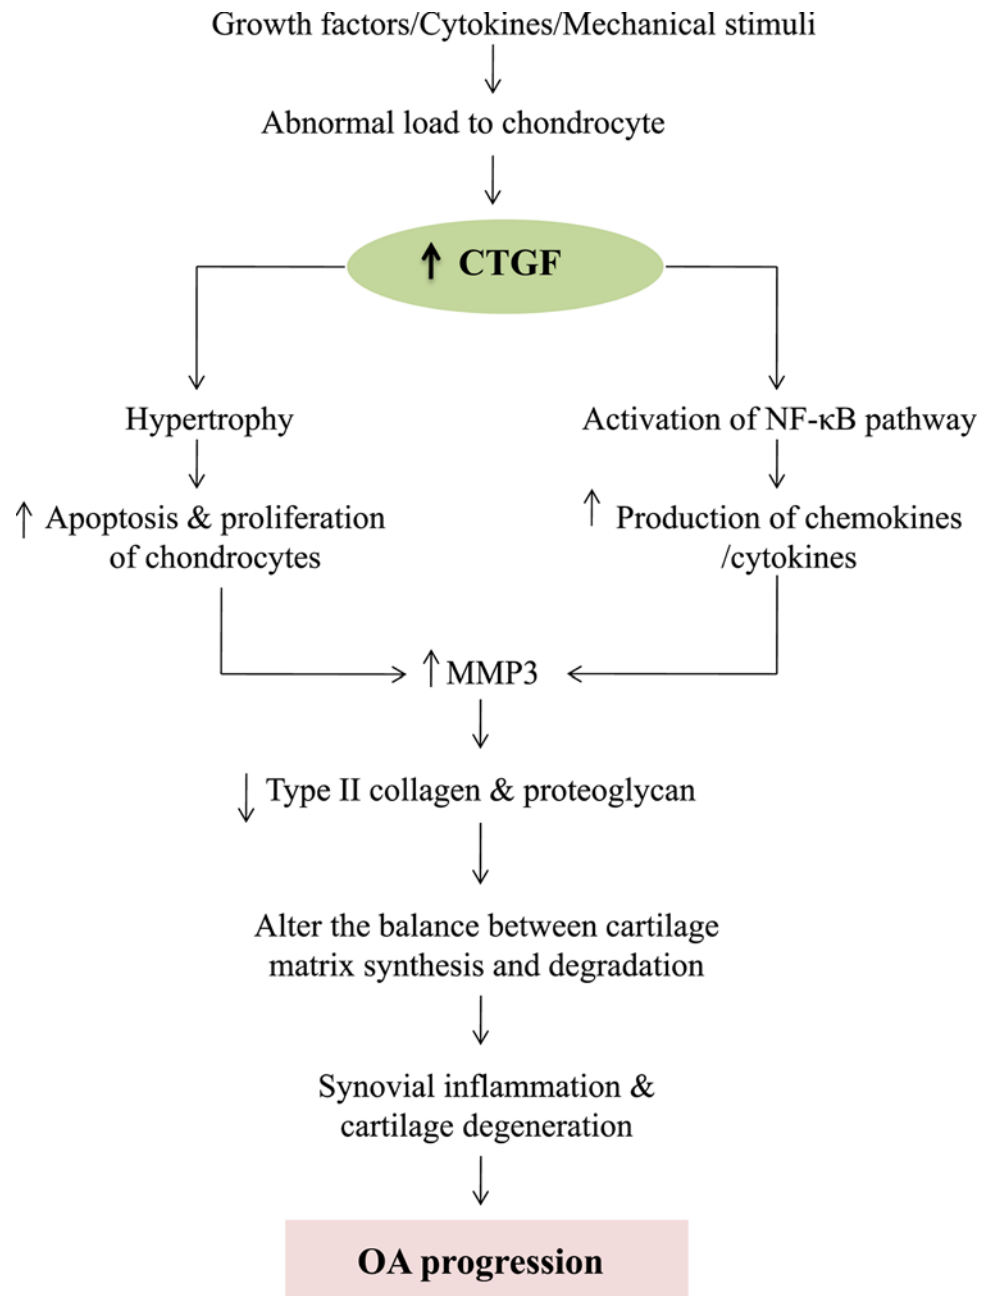 Growth factors/Cytokines/Mechanical stimuli
Abnormal load to chondrocyte
↑ CTGF
Hypertrophy
Activation of NF-κB pathway
↑ Apoptosis & proliferation
of chondrocytes
↑ Production of chemokines
/cytokines
↑ MMP3
↓ Type II collagen & proteoglycan
Alter the balance between cartilage
matrix synthesis and degradation
Synovial inflammation &
cartilage degeneration
OA progression